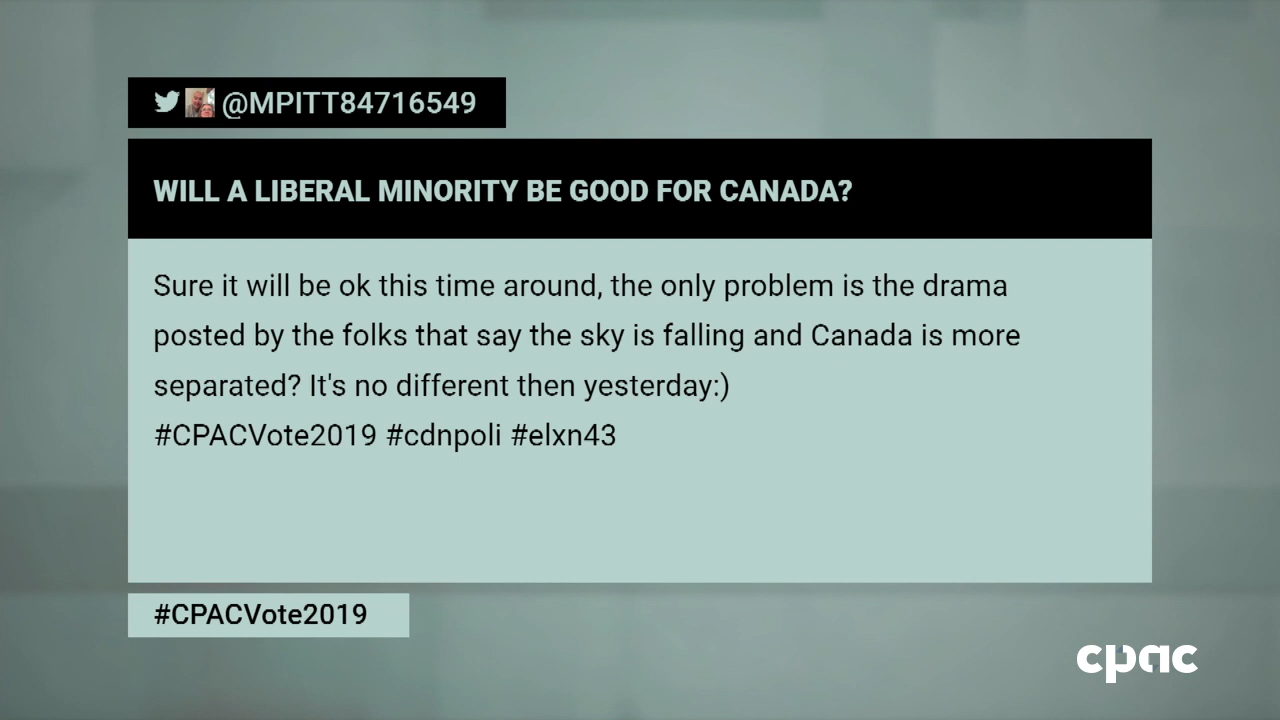 @MPITT84716549
WILL A LIBERAL MINORITY BE GOOD FOR CANADA?
Sure it will be ok this time around, the only problem is the drama
posted by the folks that say the sky is falling and Canada is more
separated? It's no different then yesterday:)
#CPACVote2019 #cdnpoli #elxn43
#CPACVote2019
cpac